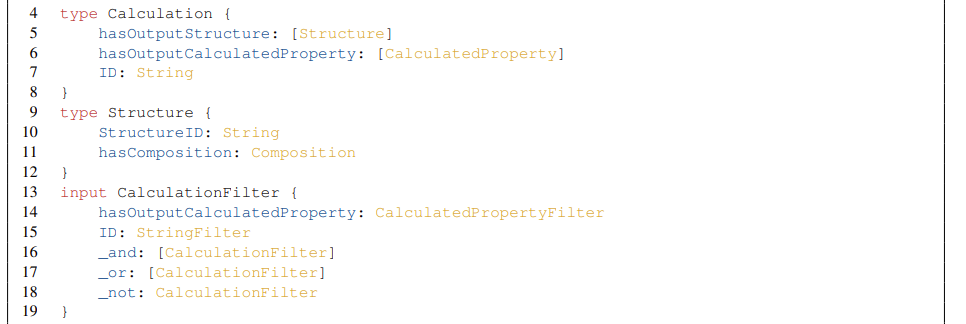 4 type Calculation {
5 hasOutputStructure: [Structure]
6 hasOutputCalculatedProperty: [CalculatedProperty]
7 ID: String
8 }
9 type Structure {
10 StructureID: String
11 hasComposition: Composition
12 }
13 input CalculationFilter {
14 hasOutputCalculatedProperty: CalculatedPropertyFilter
15 ID: StringFilter
16 _and: [CalculationFilter]
17 _or: [CalculationFilter]
18 _not: CalculationFilter
19 }